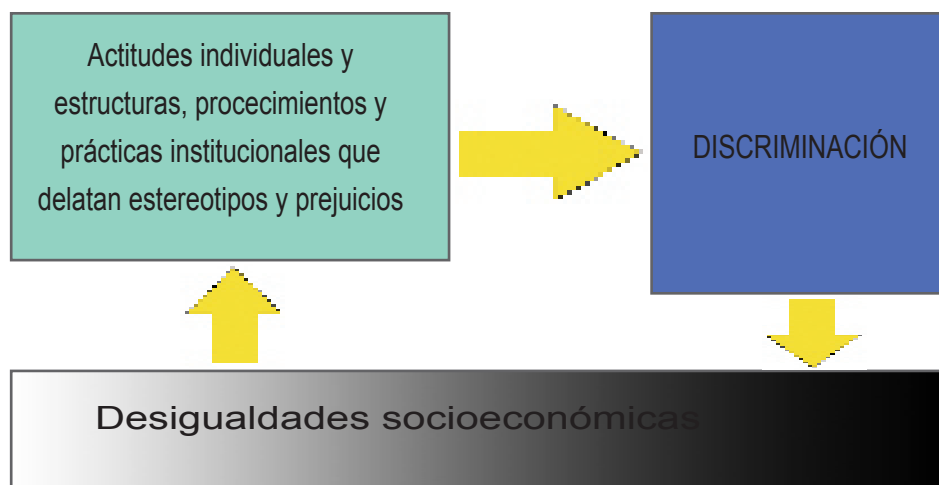 Actitudes individuales y
estructuras, procecimientos y
prácticas institucionales que
delatan estereotipos y prejuicios
DISCRIMINACIÓN
Desigualdades socioeconómicas